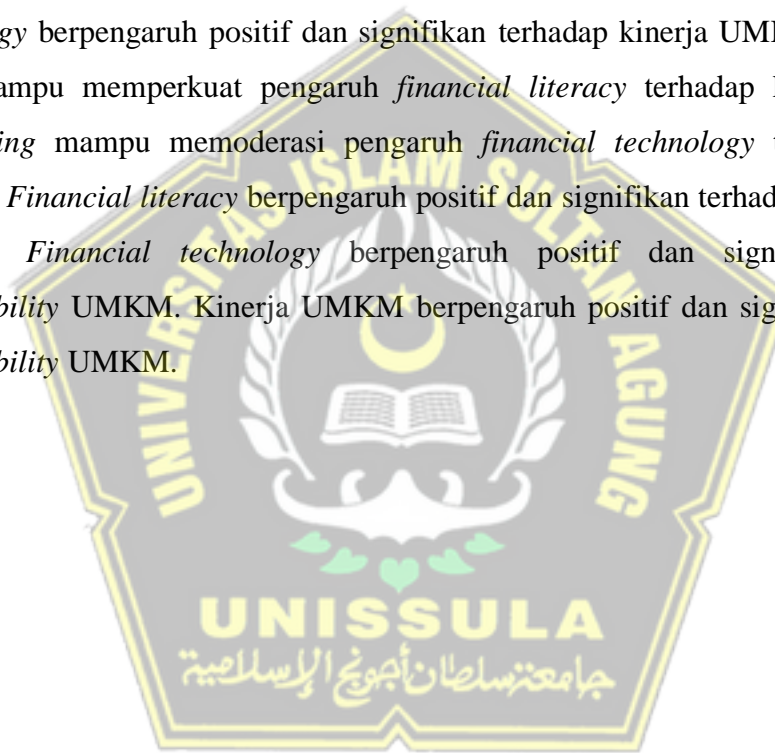 gy berpengaruh positif dan signifikan terhadap kinerja UM
ampu memperkuat pengaruh financial literacy terhadap
ing mampu memoderasi pengaruh financial technology
Financial literacy berpengaruh positif dan signifikan terhad
Financial technology berpengaruh positif dan sign
bility UMKM. Kinerja UMKM berpengaruh positif dan sig
bility UMKM.
UNIVERSITAS ISLAM SULTAN AGUNG
UNISSULA
جامعة سلطان أجونج الإسلامية